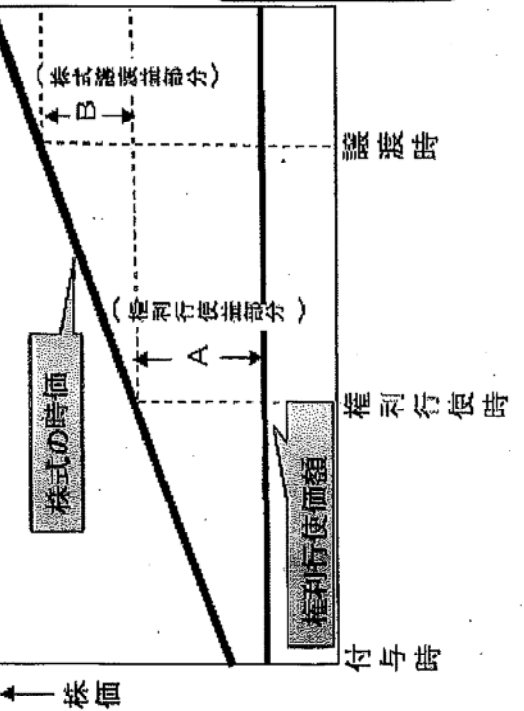 株価
株式の時価
(株式譲渡益部分)
B
(権利行使益部分)
A
権利行使価額
付与時
権利行使時
譲渡時